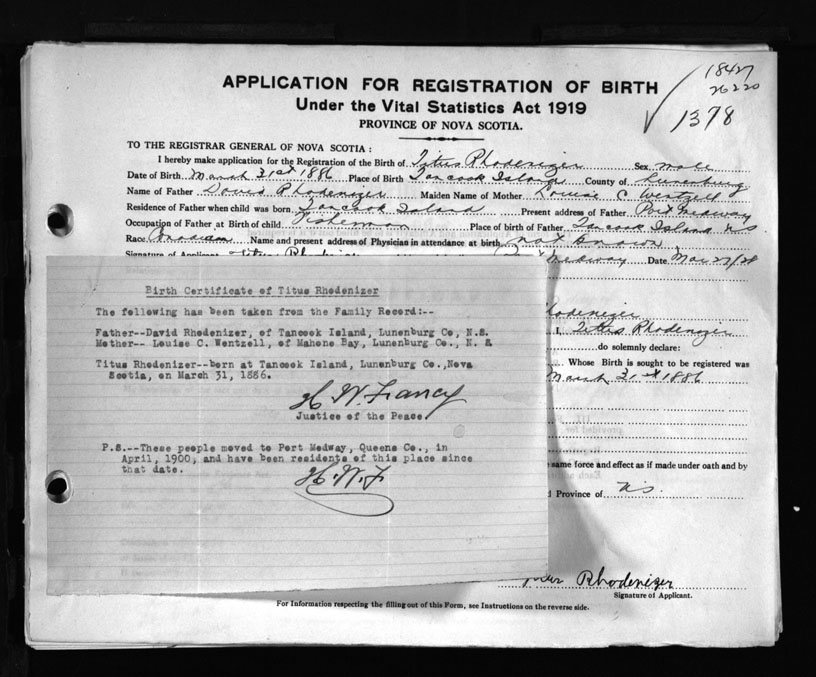 APPLICATION FOR REGISTRATION OF BIRTH
Under the Vital Statistics Act 1919
PROVINCE OF NOVA SCOTIA.
18427
26220
1378
TO THE REGISTRAR GENERAL OF NOVA SCOTIA :
I hereby make application for the Registration of the Birth of Titus Rhodenizer Sex male
Date of Birth March 31st 1886 Place of Birth Tancook Island County of Lunenburg
Name of Father David Rhodenizer Maiden Name of Mother Louise C Wentzell
Residence of Father when child was born Tancook Island Present address of Father Port Medway
Occupation of Father at Birth of child Fisherman Place of birth of Father Tancook Island NS
Race Name and present address of Physician in attendance at birth not known
Signature of Applicant Titus Rhodenizer Medway Date
Birth Certificate of Titus Rhodenizer
The following has been taken from the Family Record:--
Father--David Rhodenizer, of Tancook Island, Lunenburg Co, N.S.
Mother-- Louise C. Wentzell, of Mahone Bay, Lunenburg Co, N. S
Titus Rhodenizer--born at Tancook Island, Lunenburg Co.,Nova
Scotia, on March 31, 1886.
Justice of the Peace
P.S.--These people moved to Port Medway, Queens Co., in
April, 1900, and have been residents of this place since
that date.
H.W.F
Rhodenizer
I, Titus Rhodenizer
do solemnly declare:
Whose Birth is sought to be registered was
March 31st 1886
same force and effect as if made under oath and by
Province of NS.
Rhodenizer
Signature of Applicant.
For Information respecting the filling out of this Form, see Instructions on the reverse side.